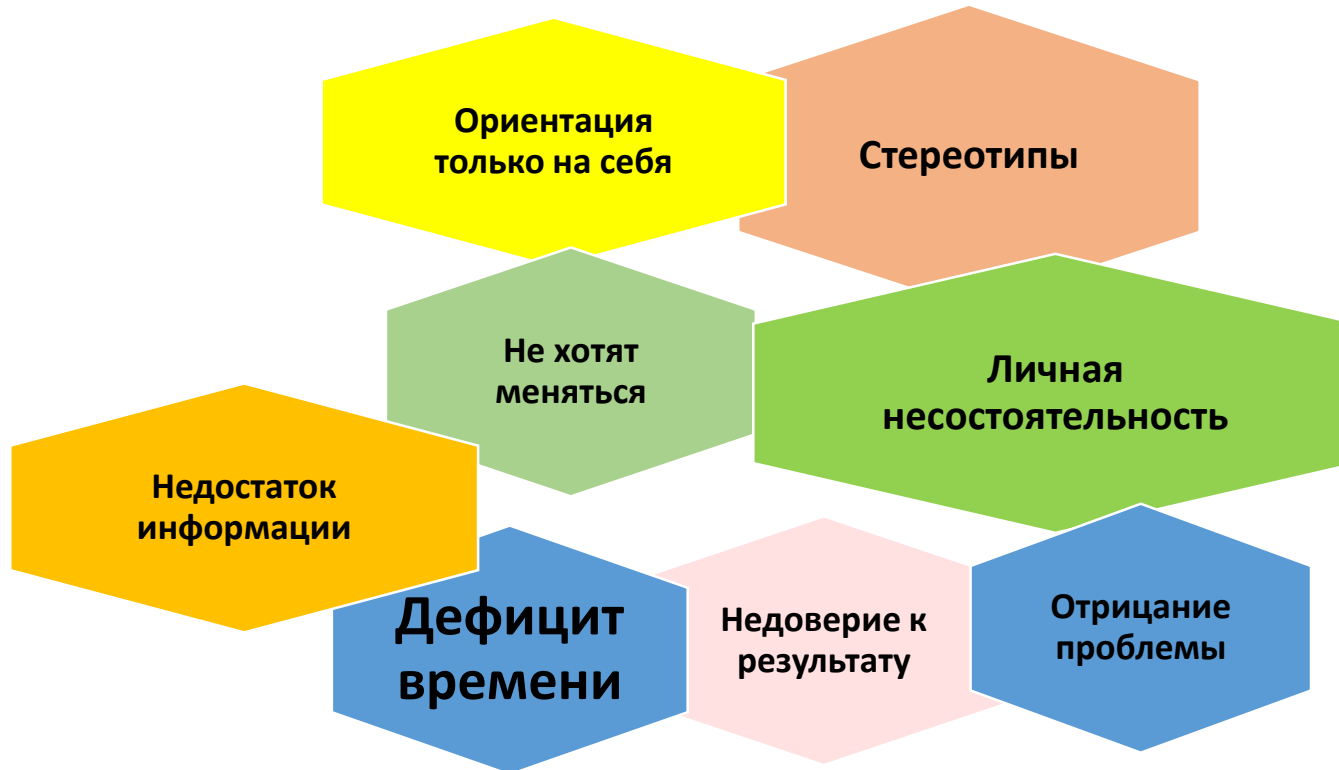 Ориентация
только на себя
Стереотипы
Не хотят
меняться
Личная
несостоятельность
Недостаток
информации
Дефицит
времени
Недоверие к
результату
Отрицание
проблемы